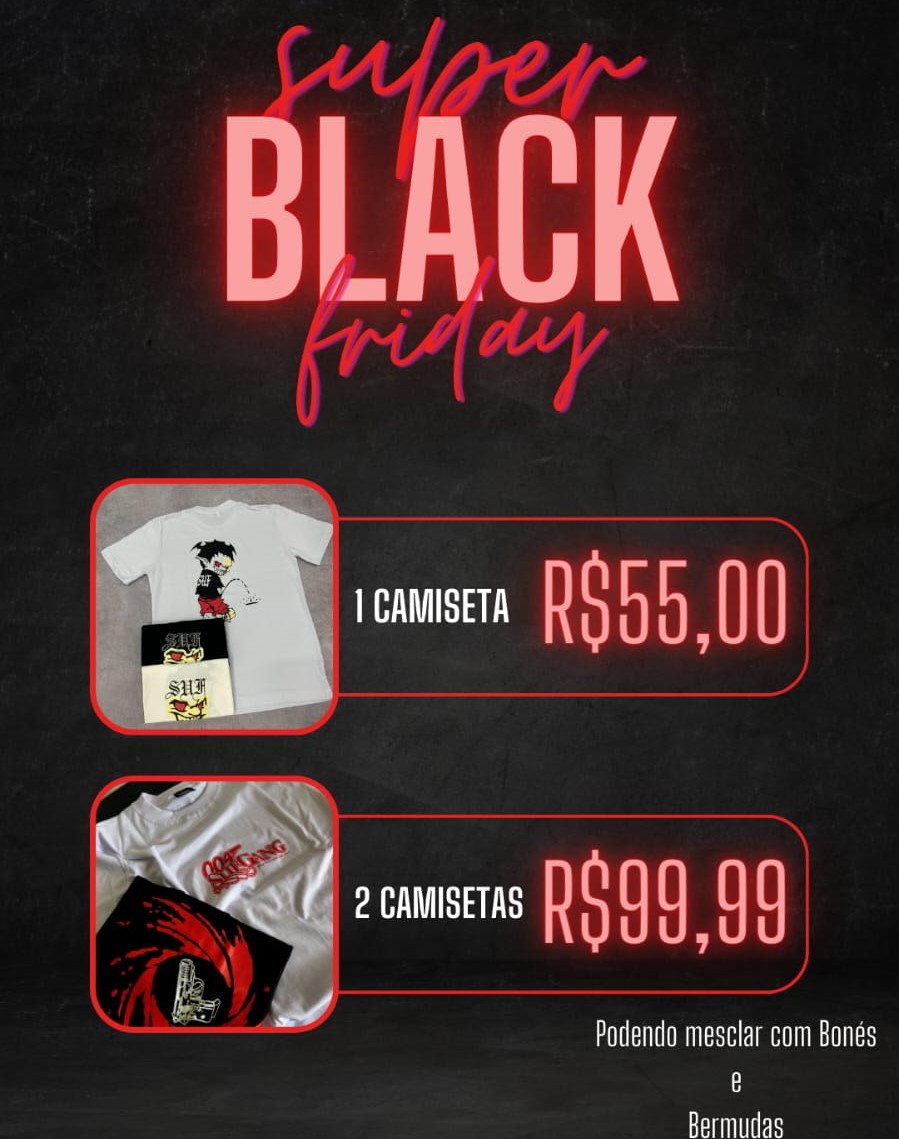 super
BLACK
friday
SUF
SUF
SUF
1 CAMISETA
R$55,00
2 CAMISETAS
R$99,99
Podendo mesclar com Bonés
e
Bermudas